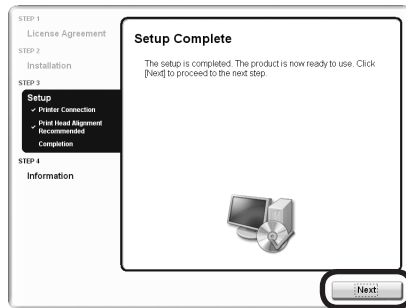 STEP 1
License Agreement
STEP 2
Installation
STEP 3
Setup
Printer Connection
Print Head Alignment
Recommended
Completion
STEP 4
Information
Setup Complete
The setup is completed. The product is now ready to use. Click
[Next] to proceed to the next step.
Next